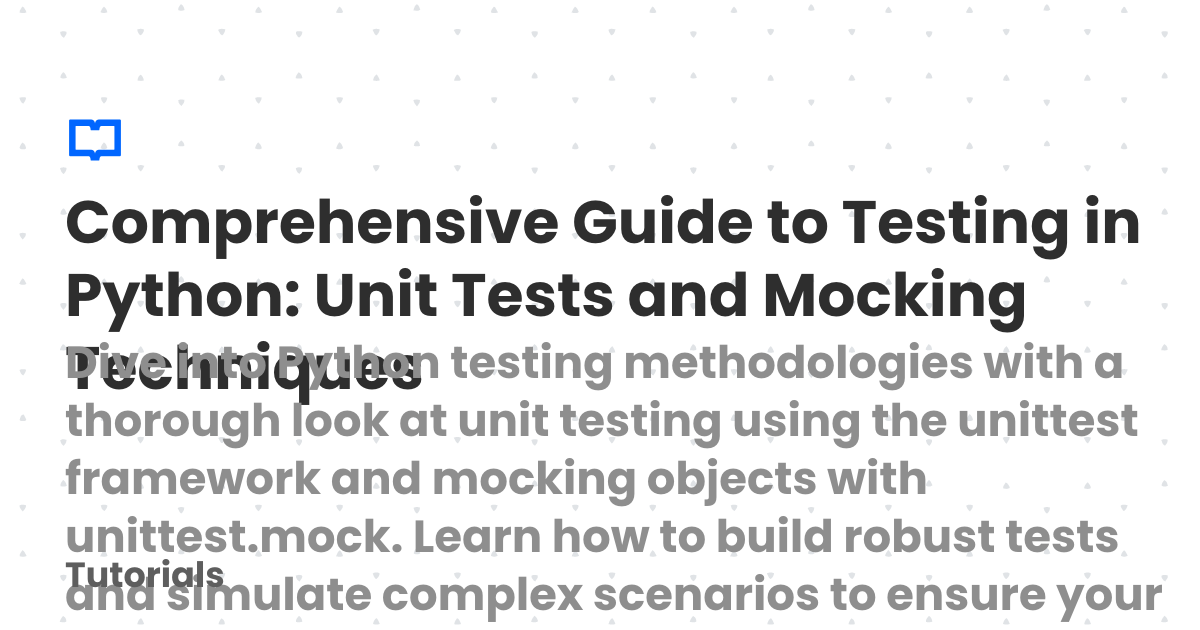 Comprehensive Guide to Testing in
Python: Unit Tests and Mocking
Techniques
Dive into Python testing methodologies with a
thorough look at unit testing using the unittest
framework and mocking objects with
unittest.mock. Learn how to build robust tests
Tutorials
and simulate complex scenarios to ensure your